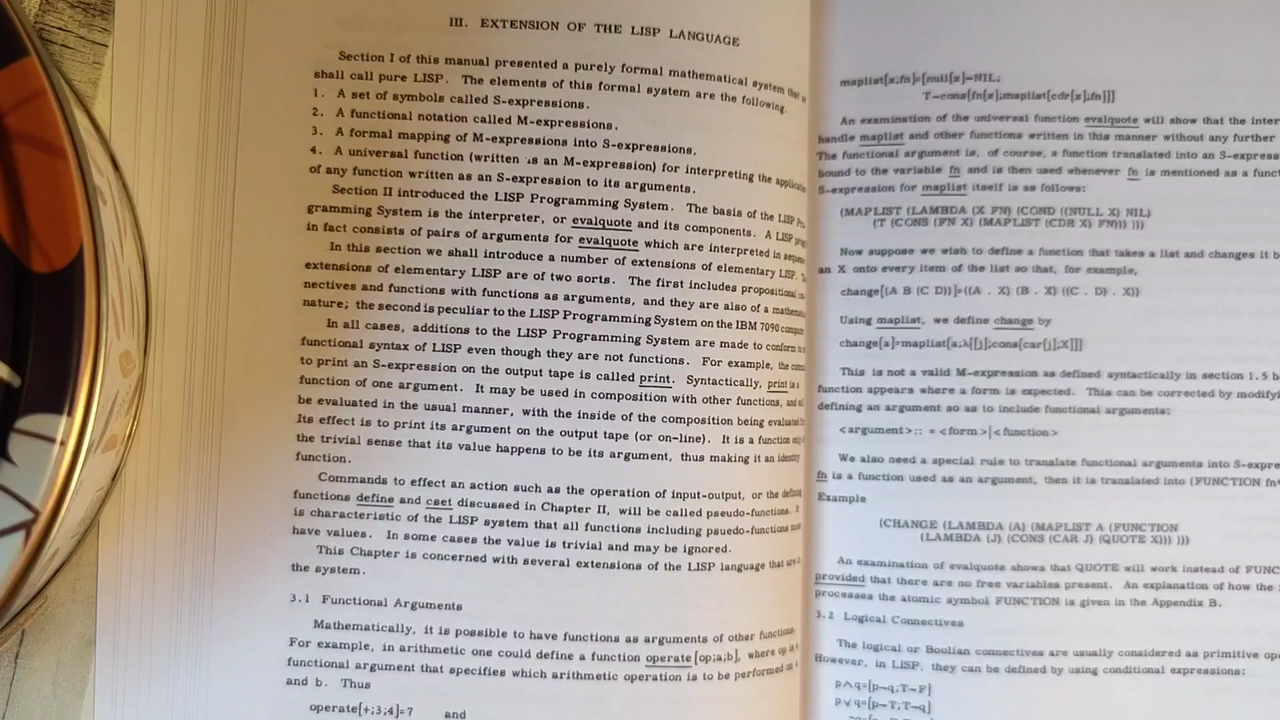 III. EXTENSION OF THE LISP LANGUAGE
Section I of this manual presented a purely formal mathematical system that we
shall call pure LISP. The elements of this formal system are the following.
1. A set of symbols called S-expressions.
2. A functional notation called M-expressions.
3. A formal mapping of M-expressions into S-expressions.
4. A universal function (written as an M-expression) for interpreting the
of any function written as an S-expression to its arguments.
Section II introduced the LISP Programming System. The basis of the LISP
gramming System is the interpreter, or evalquote and its components. A LISP
in fact consists of pairs of arguments for evalquote which are interpreted in
In this section we shall introduce a number of extensions of elementary LISP.
extensions of elementary LISP are of two sorts. The first includes propositional
nectives and functions with functions as arguments, and they are also of a
nature; the second is peculiar to the LISP Programming System on the IBM 7090
In all cases, additions to the LISP Programming System are made to conform
functional syntax of LISP even though they are not functions. For example, the
to print an S-expression on the output tape is called print. Syntactically, print is a
function of one argument. It may be used in composition with other functions, and
be evaluated in the usual manner, with the inside of the composition being evaluated
Its effect is to print its argument on the output tape (or on-line). It is a function
the trivial sense that its value happens to be its argument, thus making it an identity
function.
Commands to effect an action such as the operation of input-output, or the
functions define and cset discussed in Chapter II, will be called pseudo-functions. It
is characteristic of the LISP system that all functions including psuedo-functions
have values. In some cases the value is trivial and may be ignored.
This Chapter is concerned with several extensions of the LISP language that are
the system.
3.1 Functional Arguments
Mathematically, it is possible to have functions as arguments of other functions.
For example, in arithmetic one could define a function operate [op;a;b], where op is a
functional argument that specifies which arithmetic operation is to be performed on a
and b. Thus
operate[+;3;4]=7 and
maplist[x;fn]=[null[x]→NIL;
T→cons[fn[x];maplist[cdr[x];fn]]]
An examination of the universal function evalquote will show that the
handle maplist and other functions written in this manner without any further
The functional argument is, of course, a function translated into an
bound to the variable fn and is then used whenever fn is mentioned as a
S-expression for maplist itself is as follows:
(MAPLIST (LAMBDA (X FN) (COND ((NULL X) NIL)
(T (CONS (FN X) (MAPLIST (CDR X) FN))) )))
Now suppose we wish to define a function that takes a list and changes it
an X onto every item of the list so that, for example,
change[(A B (C D))]=((A . X) (B . X) ((C . D) . X))
Using maplist, we define change by
change[a]=maplist[a;λ[[j];cons[car[j];X]]]
This is not a valid M-expression as defined syntactically in section 1.5
function appears where a form is expected. This can be corrected by
defining an argument so as to include functional arguments:
<argument>:: = <form>|<function>
We also need a special rule to translate functional arguments into
fn is a function used as an argument, then it is translated into (FUNCTION
Example
(CHANGE (LAMBDA (A) (MAPLIST A (FUNCTION
(LAMBDA (J) (CONS (CAR J) (QUOTE X))) )))
An examination of evalquote shows that QUOTE will work instead of
provided that there are no free variables present. An explanation of how the
processes the atomic symbol FUNCTION is given in the Appendix B.
3.2 Logical Connectives
The logical or Boolian connectives are usually considered as primitive
However, in LISP, they can be defined by using conditional expressions:
p∧q=[p→q;T→F]
p∨q=[p→T;T→q]